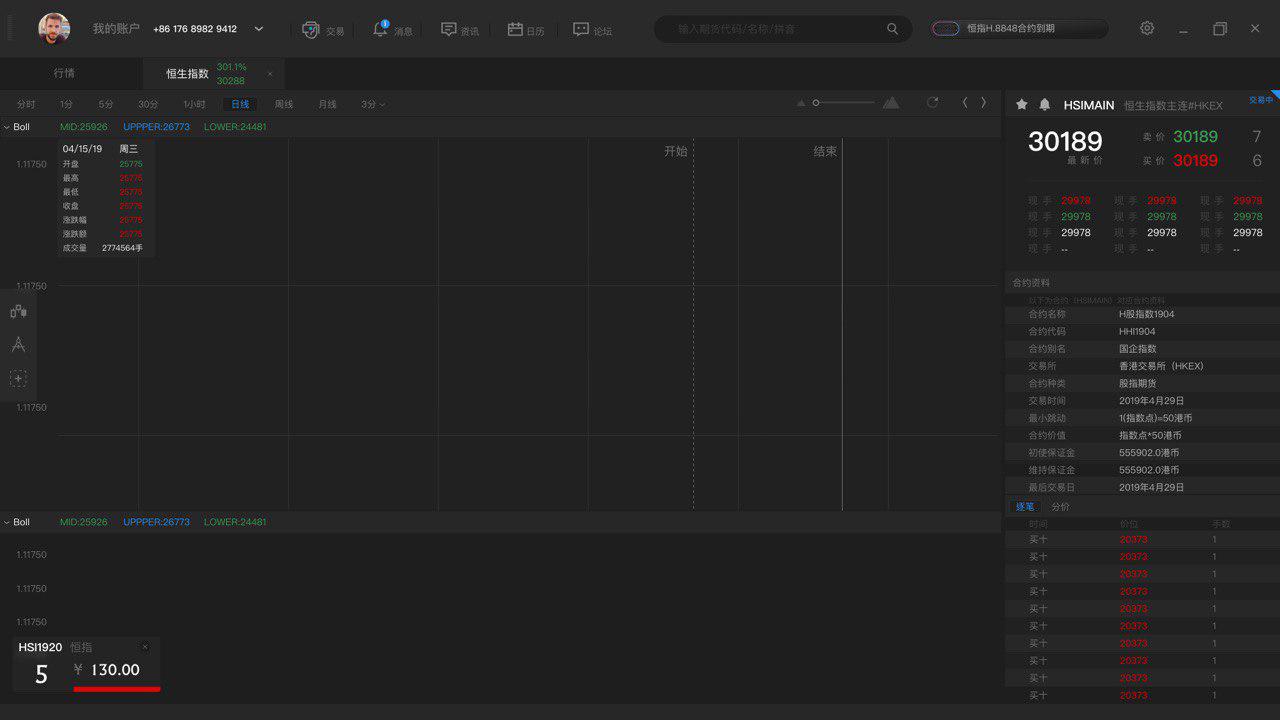 我的账户 +86 176 8982 9412 交易 1 消息 资讯 日历 论坛 输入期货代码/名称/拼音 恒指H.8848合约到期
行情 恒生指数 301.1% 30288
分时 1分 5分 30分 1小时 日线 周线 月线 3分
Boll MID:25926 UPPPER:26773 LOWER:24481
04/15/19 周三
开盘 25775
最高 25775
最低 25775
收盘 25775
涨跌幅 25775
涨跌额 25775
成交量 2774564手
开始 结束
1.11750
1.11750
1.11750
Boll MID:25926 UPPPER:26773 LOWER:24481
1.11750
1.11750
1.11750
HSI1920 恒指
5 ¥ 130.00
HSIMAIN 恒生指数主连#HKEX 交易中
30189 最新价
卖价 30189 7
买价 30189 6
现手 29978 现手 29978 现手 29978
现手 29978 现手 29978 现手 29978
现手 29978 现手 29978 现手 29978
现手 -- 现手 -- 现手 --
合约资料
以下为合约（HSIMAIN）对应合约资料
合约名称 H股指数1904
合约代码 HHI1904
合约别名 国企指数
交易所 香港交易所（HKEX)
合约种类 股指期货
交易时间 2019年4月29日
最小跳动 1(指数点)=50港币
合约价值 指数点*50港币
初使保证金 555902.0港币
维持保证金 555902.0港币
最后交易日 2019年4月29日
逐笔 分价
时间 价位 手数
买十 20373 1
买十 20373 1
买十 20373 1
买十 20373 1
买十 20373 1
买十 20373 1
买十 20373 1
买十 20373 1
买十 20373 1
买十 20373 1